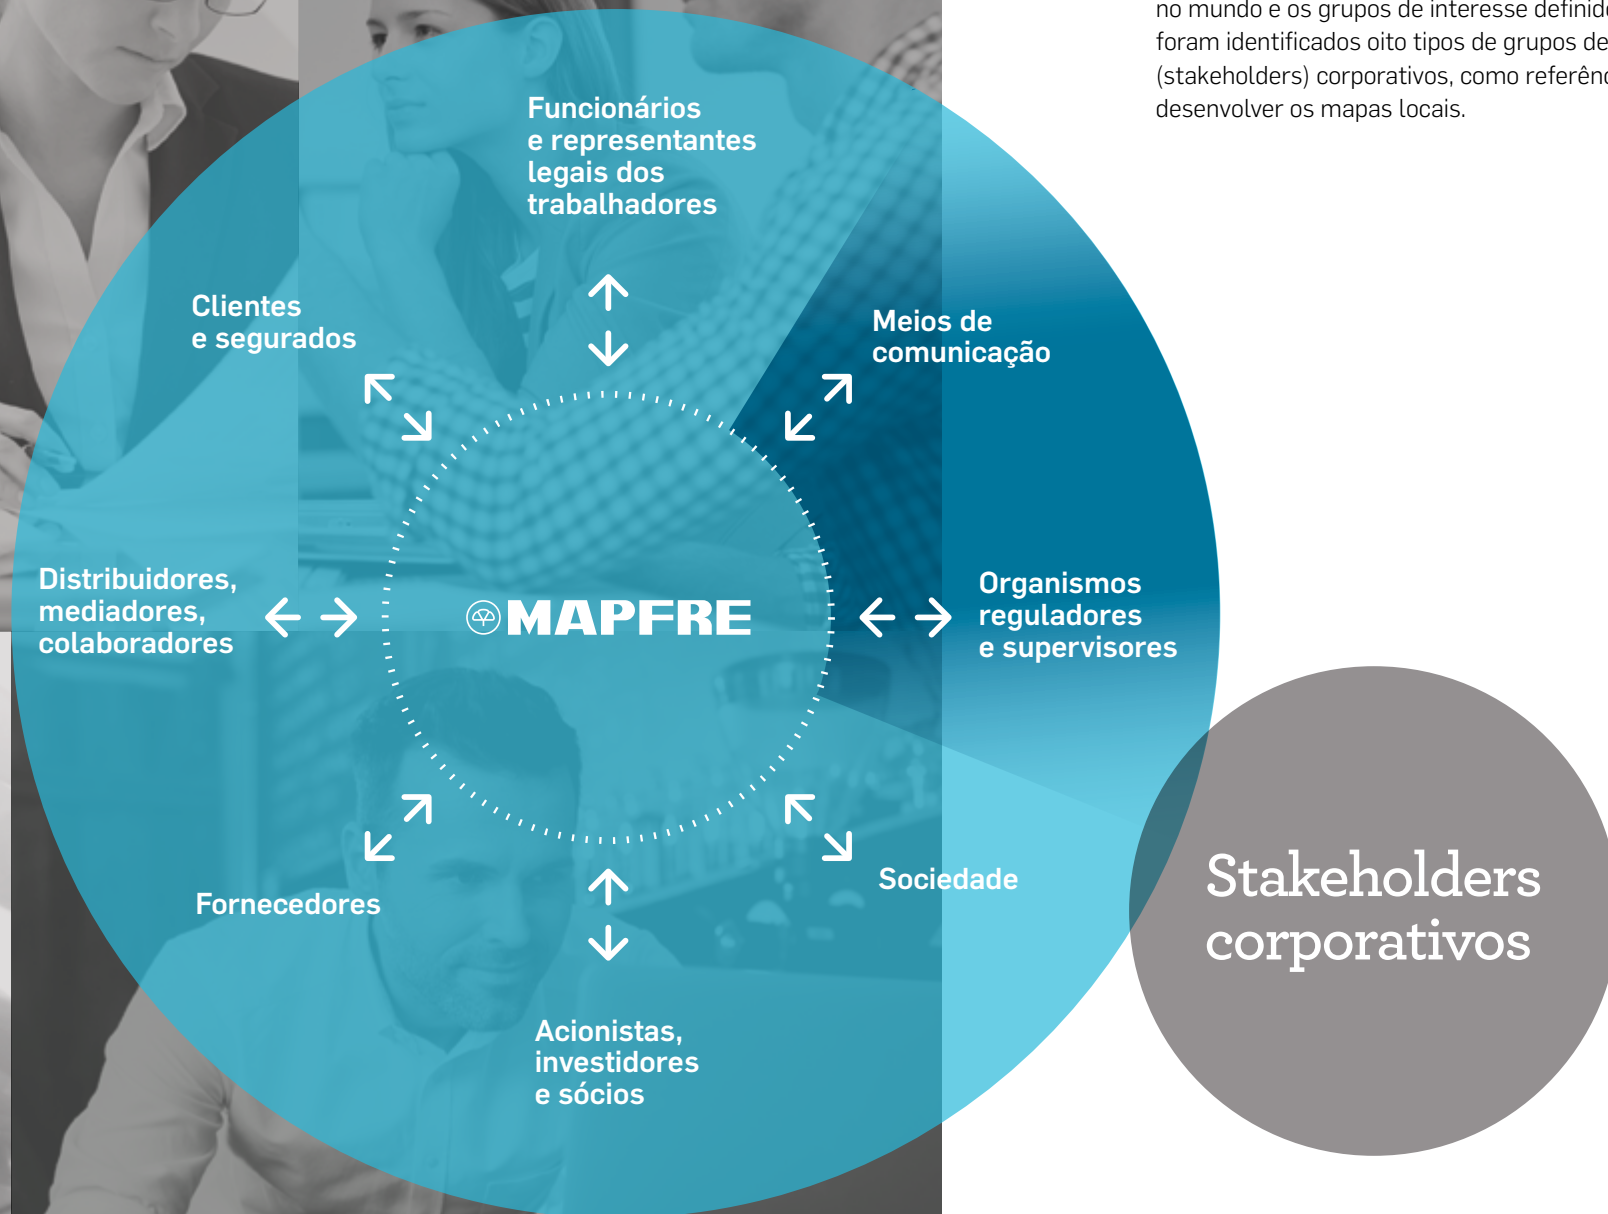 no mundo e os grupos de interesse
foram identificados oito tipos de grupos de
(stakeholders) corporativos, como
desenvolver os mapas locais.
Funcionários
e representantes
legais dos
trabalhadores
Clientes
e segurados
Meios de
comunicação
Distribuidores,
mediadores,
colaboradores
MAPFRE
Organismos
reguladores
e supervisores
Fornecedores
Sociedade
Acionistas,
investidores
e sócios
Stakeholders
corporativos